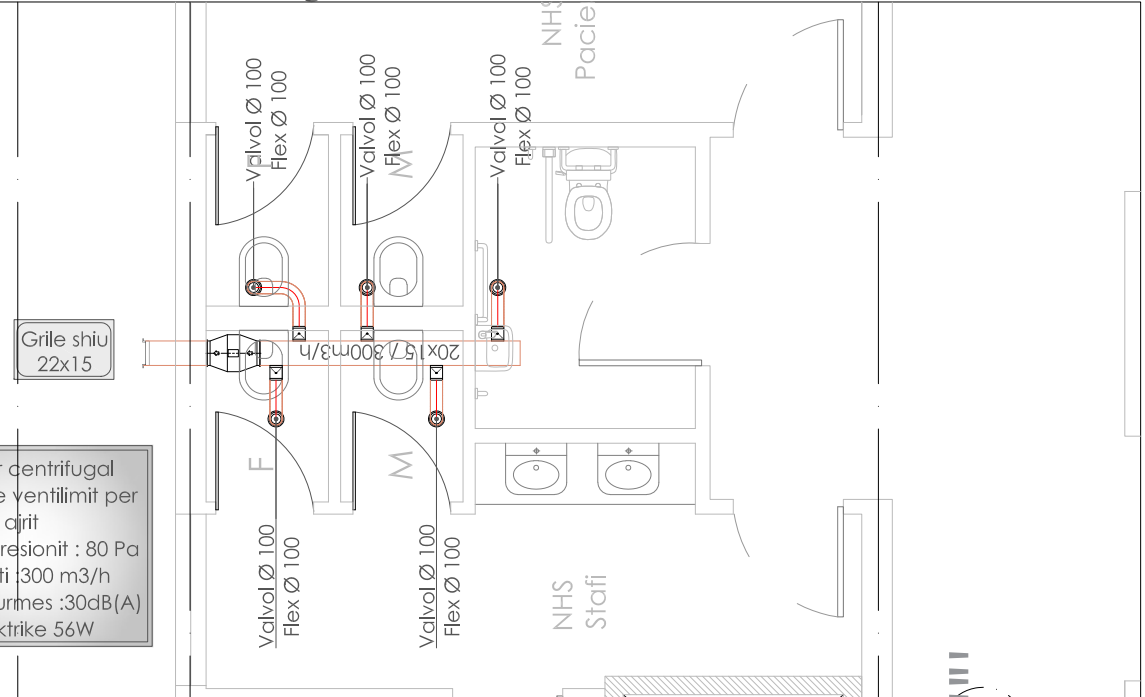 NHS
Pacie
Valvol Ø 100
Flex Ø 100
Valvol Ø 100
Flex Ø 100
Valvol Ø 100
Flex Ø 100
F
M
Grile shiu
22x15
20x15 / 300m3/h
F
M
centrifugal
ventilimit per
ajrit
resionit : 80 Pa
ti :300 m3/h
urmes :30dB(A)
ktrike 56W
Valvol Ø 100
Flex Ø 100
Valvol Ø 100
Flex Ø 100
NHS
Stafi